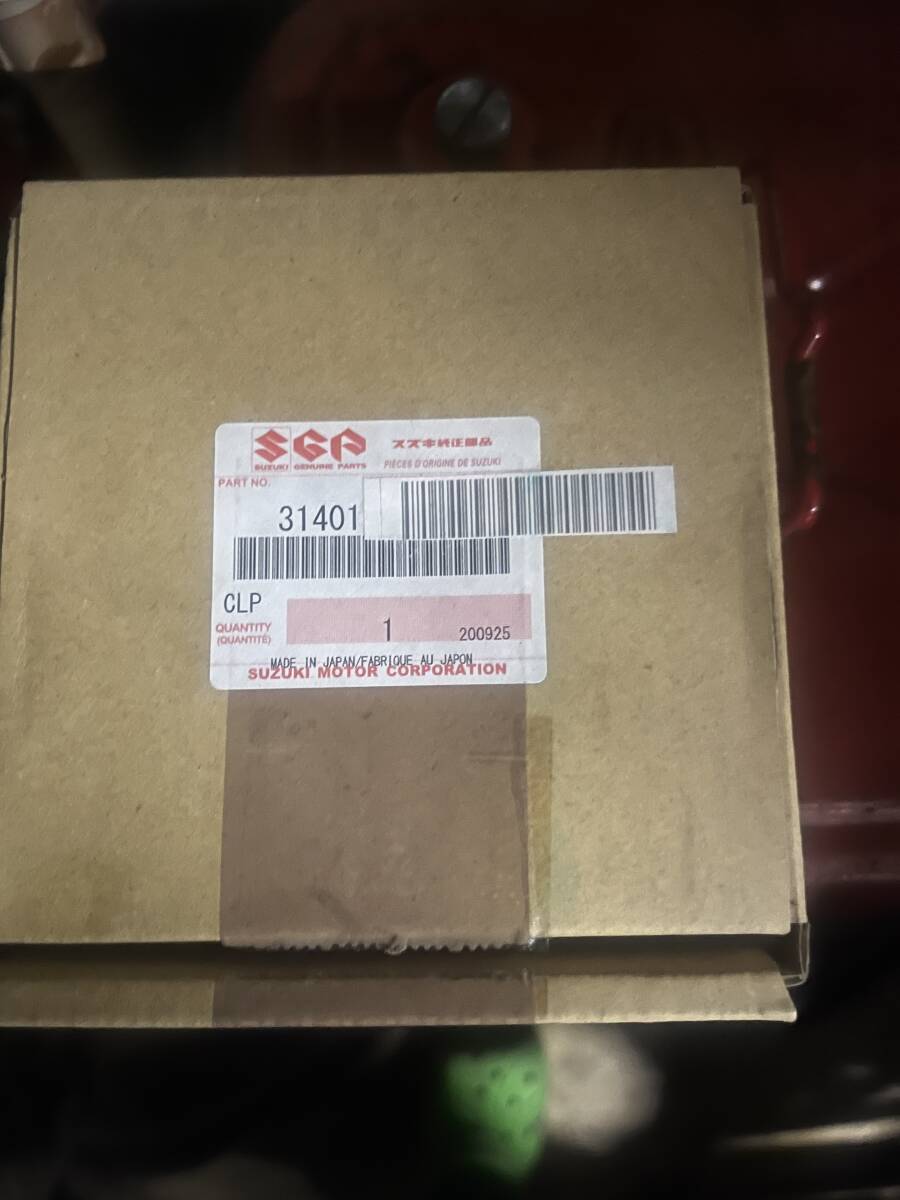 SGP
SUZUKI GENUINE PARTS
スズキ純正部品
PIÈCES D'ORIGINE DE SUZUKI
PART NO.
31401
CLP
QUANTITY
(QUANTITÉ)
1
200925
MADE IN JAPAN/FABRIQUE AU JAPON
SUZUKI MOTOR CORPORATION